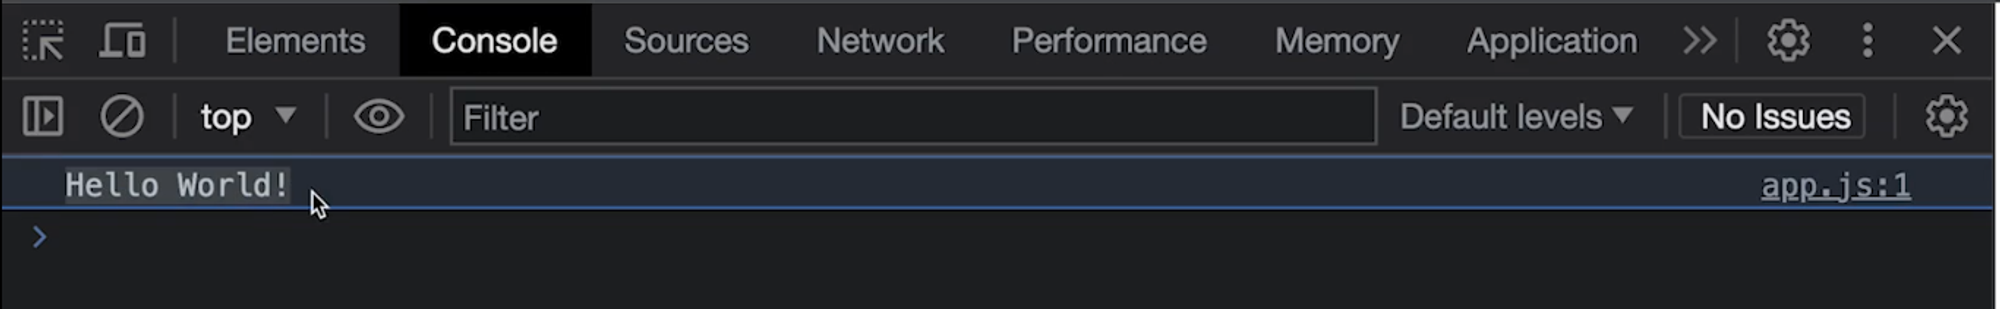 Elements Console Sources Network Performance Memory Application
top Filter Default levels No Issues
Hello World! app.js:1